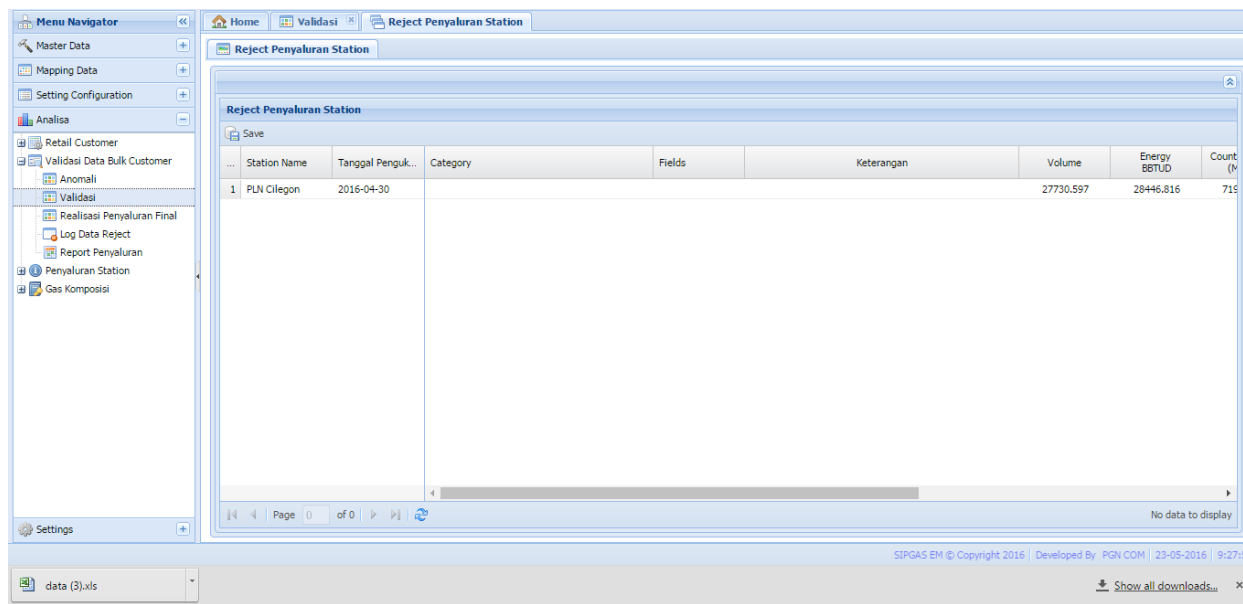 Menu Navigator
Master Data
Mapping Data
Setting Configuration
Analisa
Retail Customer
Validasi Data Bulk Customer
Anomali
Validasi
Realisasi Penyaluran Final
Log Data Reject
Report Penyaluran
Penyaluran Station
Gas Komposisi
Settings
Home
Validasi
Reject Penyaluran Station
Reject Penyaluran Station
Reject Penyaluran Station
Save
... Station Name Tanggal Penguk... Category Fields Keterangan Volume Energy BBTUD Count (M
1 PLN Cilegon 2016-04-30 27730.597 28446.816 719
Page 0 of 0 No data to display
SIPGAS EM © Copyright 2016 Developed By PGN COM 23-05-2016 9:27:
data (3).xls Show all downloads...